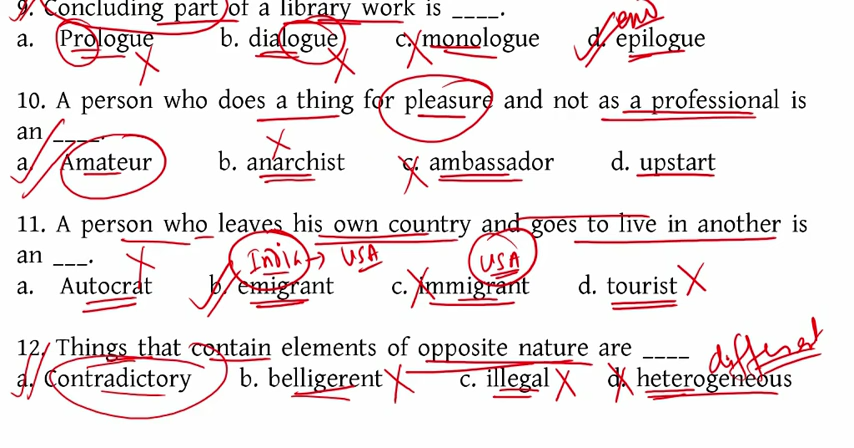 9. Concluding part of a library work is ____.
end
a. Prologue b. dialogue c. monologue d. epilogue
10. A person who does a thing for pleasure and not as a professional is
an ____.
a. Amateur b. anarchist c. ambassador d. upstart
11. A person who leaves his own country and goes to live in another is
an ___.
India → USA USA
a. Autocrat b. emigrant c. immigrant d. tourist
12. Things that contain elements of opposite nature are ____
different
a. Contradictory b. belligerent c. illegal d. heterogeneous